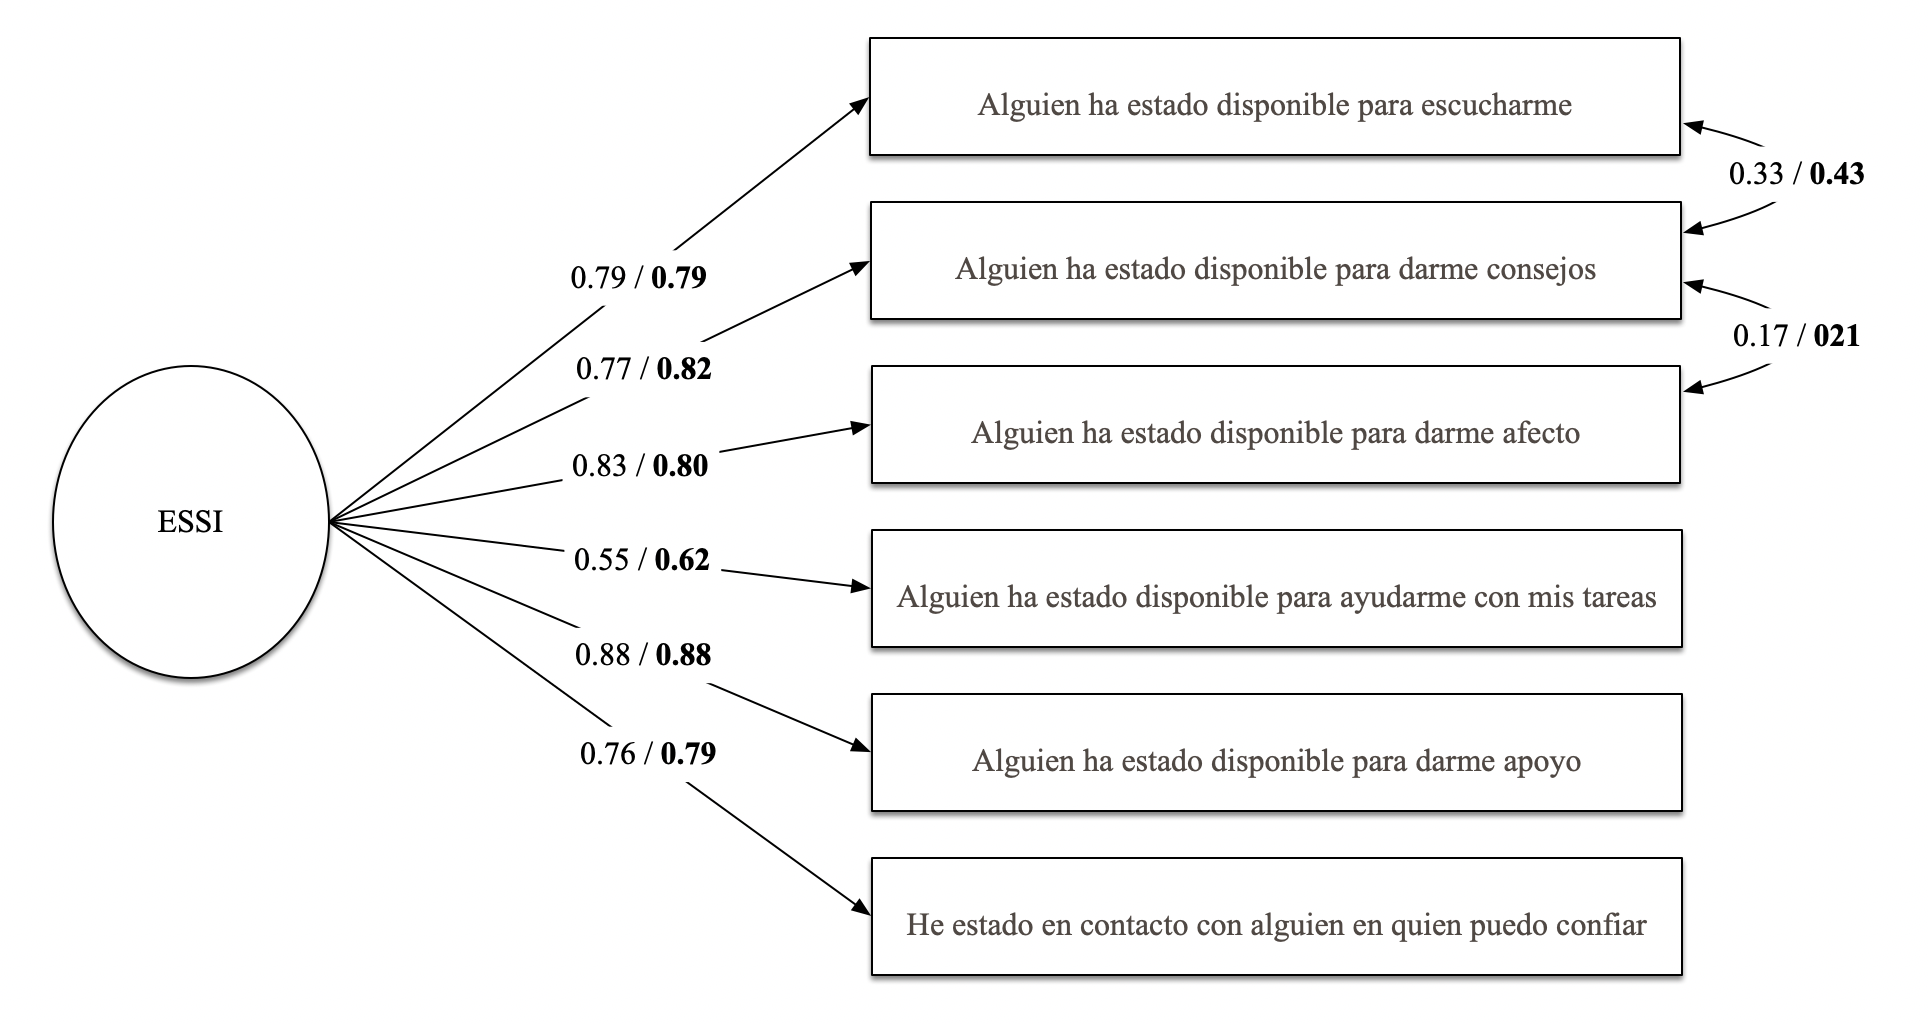 Alguien ha estado disponible para escucharme
0.33 / 0.43
0.79 / 0.79
Alguien ha estado disponible para darme consejos
0.17 / 021
0.77 / 0.82
Alguien ha estado disponible para darme afecto
0.83 / 0.80
ESSI
0.55 / 0.62
Alguien ha estado disponible para ayudarme con mis tareas
0.88 / 0.88
Alguien ha estado disponible para darme apoyo
0.76 / 0.79
He estado en contacto con alguien en quien puedo confiar